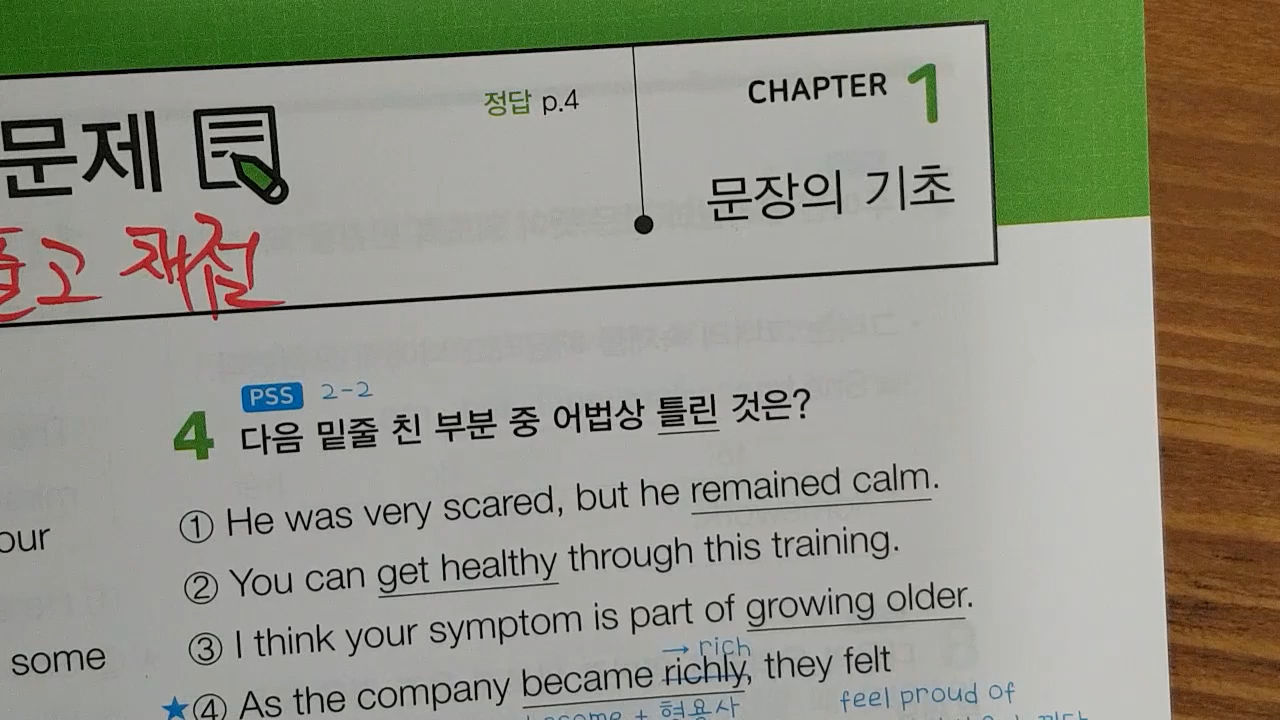 문제
정답 p.4
CHAPTER 1
문장의 기초
PSS 2-2
4 다음 밑줄 친 부분 중 어법상 틀린 것은?
① He was very scared, but he remained calm.
② You can get healthy through this training.
③ I think your symptom is part of growing older.
→ rich
★④ As the company became richly, they felt
+ 형용사
feel proud of
our
some